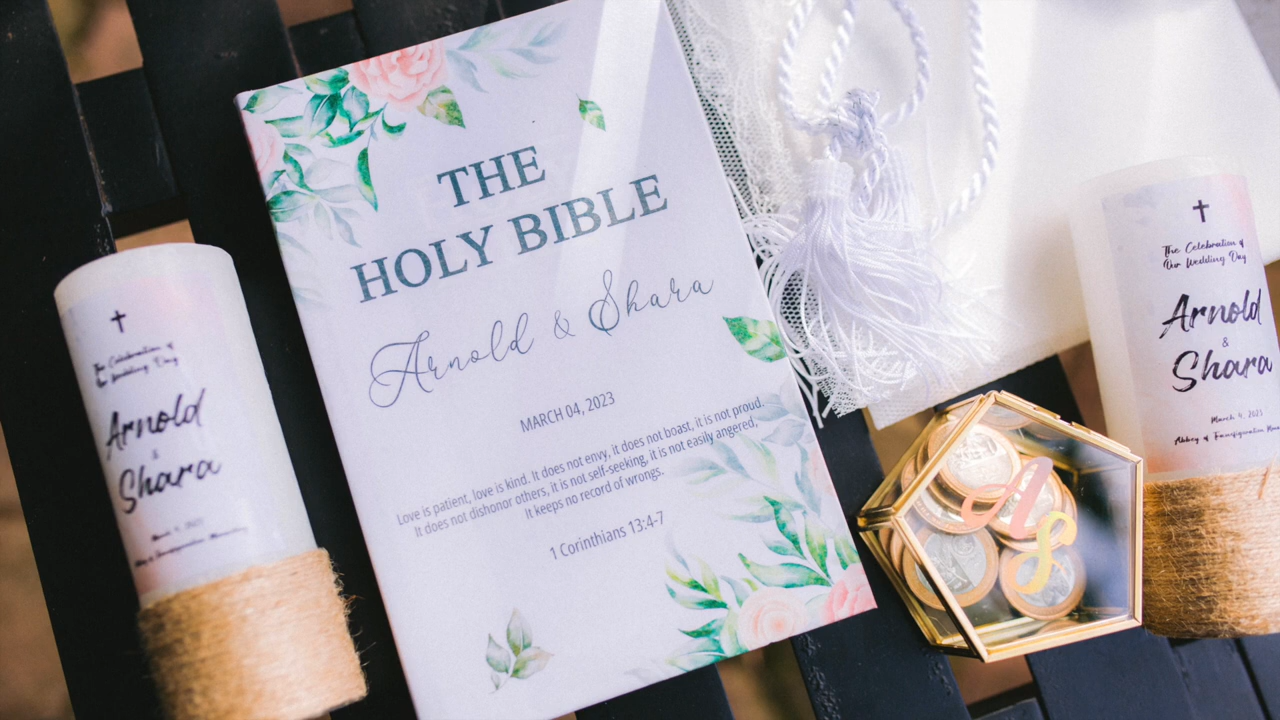 THE
HOLY BIBLE
Arnold & Shara
MARCH 04, 2023
Love is patient, love is kind. It does not envy, it does not boast, it is not proud.
It does not dishonor others, it is not self-seeking, it is not easily angered,
It keeps no record of wrongs.
1 Corinthians 13:4-7
The Celebration of
Our Wedding Day
Arnold
&
Shara
The Celebration of
Our Wedding Day
Arnold
&
Shara
March 4, 2023
Abbey of Transfiguration
A
S